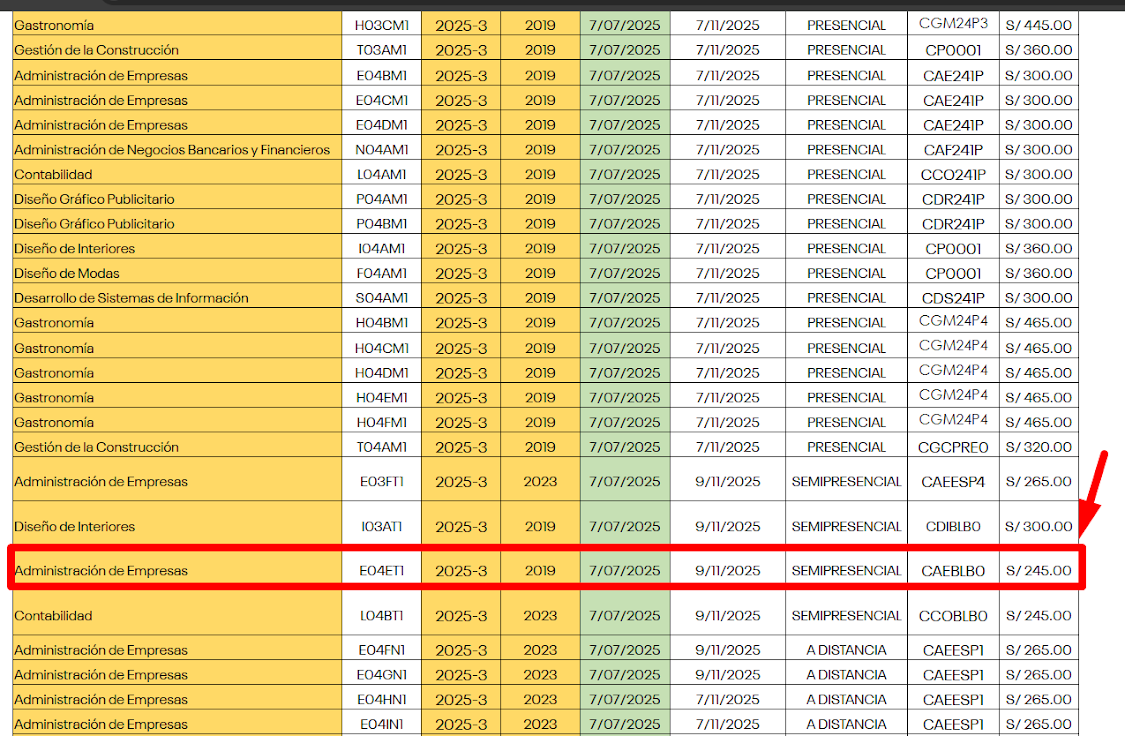 Gastronomía H03CM1 2025-3 2019 7/07/2025 7/11/2025 PRESENCIAL CGM24P3 S/ 445.00
Gestión de la Construcción T03AM1 2025-3 2019 7/07/2025 7/11/2025 PRESENCIAL CP0001 S/ 360.00
Administración de Empresas E04BM1 2025-3 2019 7/07/2025 7/11/2025 PRESENCIAL CAE241P S/ 300.00
Administración de Empresas E04CM1 2025-3 2019 7/07/2025 7/11/2025 PRESENCIAL CAE241P S/ 300.00
Administración de Empresas E04DM1 2025-3 2019 7/07/2025 7/11/2025 PRESENCIAL CAE241P S/ 300.00
Administración de Negocios Bancarios y Financieros N04AM1 2025-3 2019 7/07/2025 7/11/2025 PRESENCIAL CAF241P S/ 300.00
Contabilidad L04AM1 2025-3 2019 7/07/2025 7/11/2025 PRESENCIAL CCO241P S/ 300.00
Diseño Gráfico Publicitario P04AM1 2025-3 2019 7/07/2025 7/11/2025 PRESENCIAL CDR241P S/ 300.00
Diseño Gráfico Publicitario P04BM1 2025-3 2019 7/07/2025 7/11/2025 PRESENCIAL CDR241P S/ 300.00
Diseño de Interiores I04AM1 2025-3 2019 7/07/2025 7/11/2025 PRESENCIAL CP0001 S/ 360.00
Diseño de Modas F04AM1 2025-3 2019 7/07/2025 7/11/2025 PRESENCIAL CP0001 S/ 360.00
Desarrollo de Sistemas de Información S04AM1 2025-3 2019 7/07/2025 7/11/2025 PRESENCIAL CDS241P S/ 300.00
Gastronomía H04BM1 2025-3 2019 7/07/2025 7/11/2025 PRESENCIAL CGM24P4 S/ 465.00
Gastronomía H04CM1 2025-3 2019 7/07/2025 7/11/2025 PRESENCIAL CGM24P4 S/ 465.00
Gastronomía H04DM1 2025-3 2019 7/07/2025 7/11/2025 PRESENCIAL CGM24P4 S/ 465.00
Gastronomía H04EM1 2025-3 2019 7/07/2025 7/11/2025 PRESENCIAL CGM24P4 S/ 465.00
Gastronomía H04FM1 2025-3 2019 7/07/2025 7/11/2025 PRESENCIAL CGM24P4 S/ 465.00
Gestión de la Construcción T04AM1 2025-3 2019 7/07/2025 7/11/2025 PRESENCIAL CGCPRE0 S/ 320.00
Administración de Empresas E03FT1 2025-3 2023 7/07/2025 9/11/2025 SEMIPRESENCIAL CAEESP4 S/ 265.00
Diseño de Interiores I03AT1 2025-3 2019 7/07/2025 9/11/2025 SEMIPRESENCIAL CDIBLB0 S/ 300.00
Administración de Empresas E04ET1 2025-3 2019 7/07/2025 9/11/2025 SEMIPRESENCIAL CAEBLB0 S/ 245.00
Contabilidad L04BT1 2025-3 2023 7/07/2025 9/11/2025 SEMIPRESENCIAL CCOBLB0 S/ 245.00
Administración de Empresas E04FN1 2025-3 2023 7/07/2025 9/11/2025 A DISTANCIA CAEESP1 S/ 265.00
Administración de Empresas E04GN1 2025-3 2023 7/07/2025 9/11/2025 A DISTANCIA CAEESP1 S/ 265.00
Administración de Empresas E04HN1 2025-3 2023 7/07/2025 7/11/2025 A DISTANCIA CAEESP1 S/ 265.00
Administración de Empresas E04IN1 2025-3 2023 7/07/2025 7/11/2025 A DISTANCIA CAEESP1 S/ 265.00